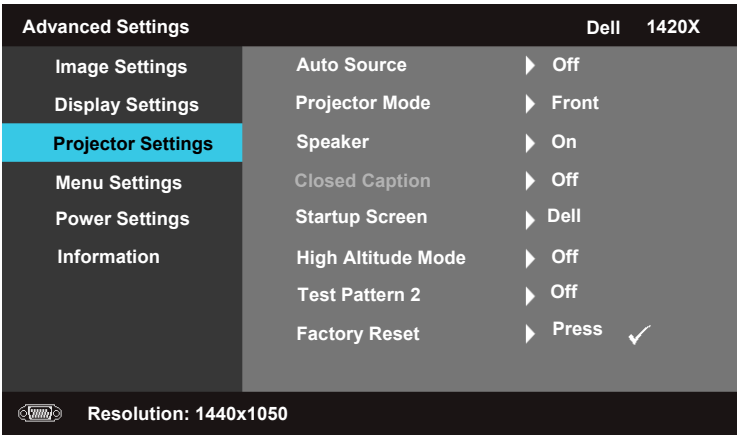 Advanced Settings Dell 1420X
Image Settings Auto Source Off
Display Settings Projector Mode Front
Projector Settings Speaker On
Menu Settings Closed Caption Off
Power Settings Startup Screen Dell
Information High Altitude Mode Off
Test Pattern 2 Off
Factory Reset Press
Resolution: 1440x1050